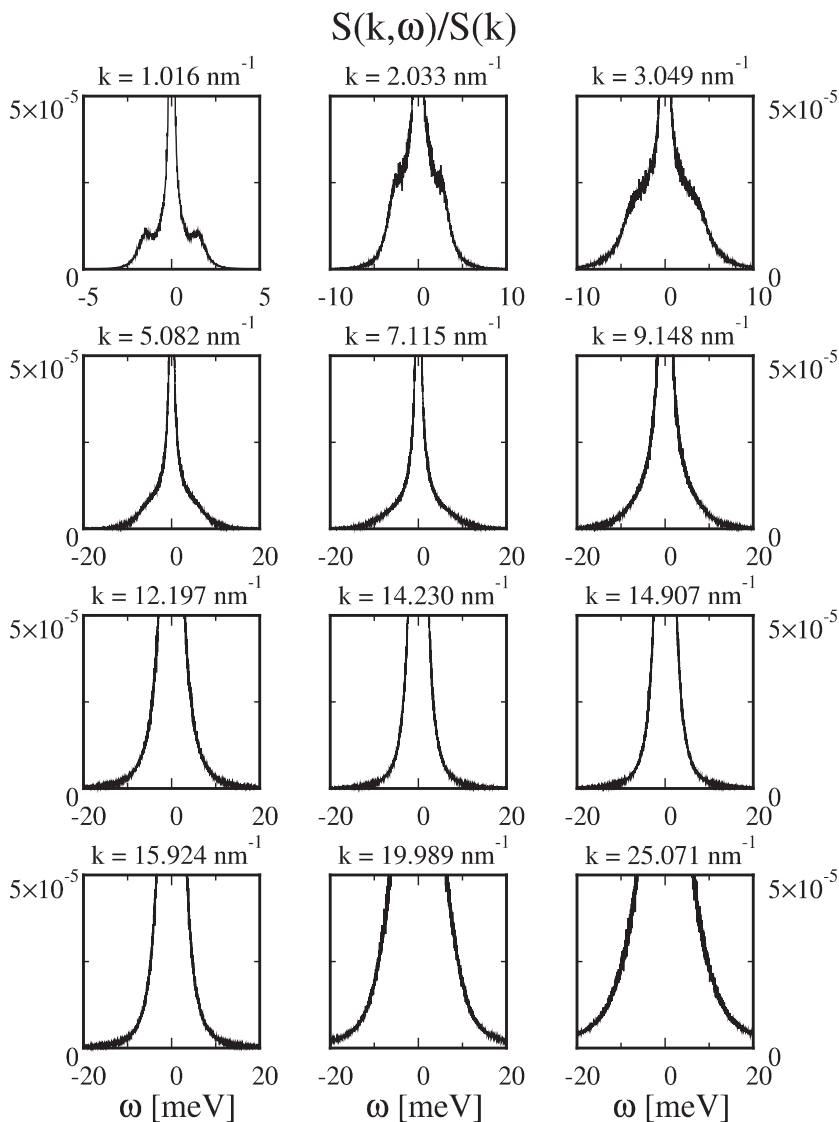 S(k,ω)/S(k)
k = 1.016 nm⁻¹ k = 2.033 nm⁻¹ k = 3.049 nm⁻¹
5×10⁻⁵ 5×10⁻⁵
0 0
-5 0 5 -10 0 10 -10 0 10
k = 5.082 nm⁻¹ k = 7.115 nm⁻¹ k = 9.148 nm⁻¹
5×10⁻⁵ 5×10⁻⁵
0 0
-20 0 20 -20 0 20 -20 0 20
k = 12.197 nm⁻¹ k = 14.230 nm⁻¹ k = 14.907 nm⁻¹
5×10⁻⁵ 5×10⁻⁵
0 0
-20 0 20 -20 0 20 -20 0 20
k = 15.924 nm⁻¹ k = 19.989 nm⁻¹ k = 25.071 nm⁻¹
5×10⁻⁵ 5×10⁻⁵
0 0
-20 0 20 -20 0 20 -20 0 20
ω [meV] ω [meV] ω [meV]